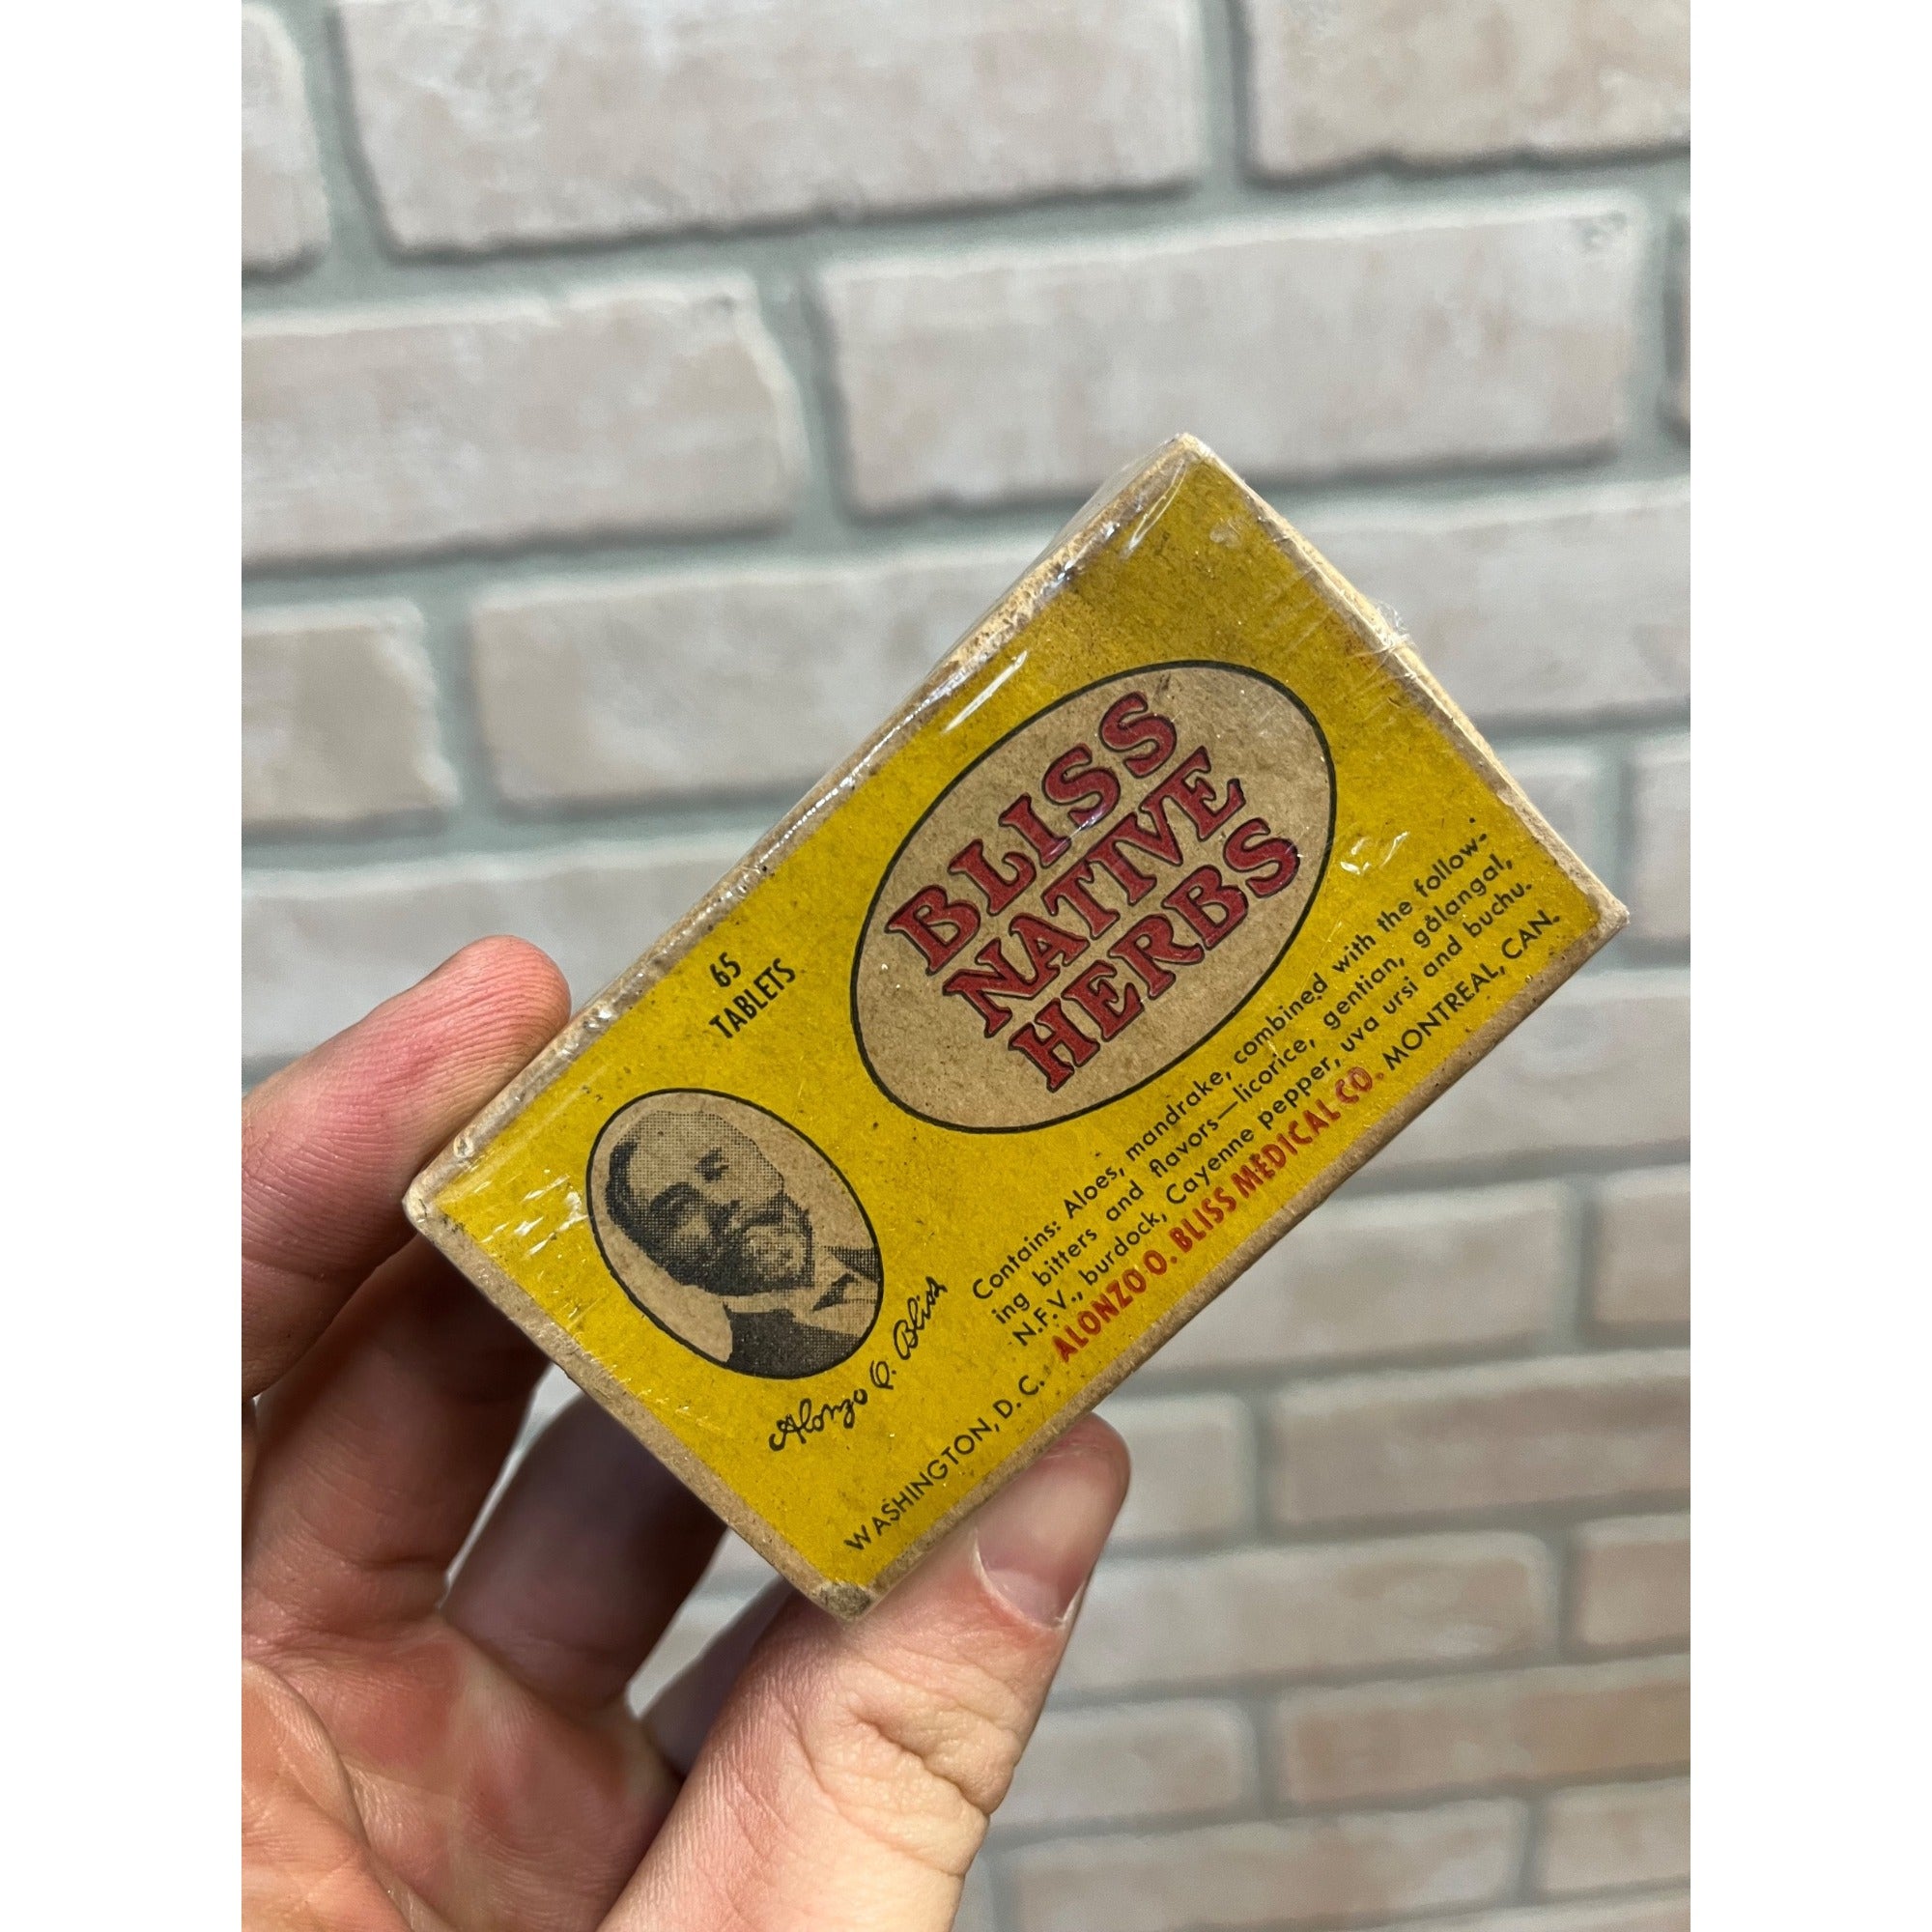 65
TABLETS
BLISS
NATIVE
HERBS
Alonzo O. Bliss
Contains: Aloes, mandrake, combined with the follow-
ing bitters and flavors—licorice, gentian, gålangal,
N.F.V., burdock, Cayenne pepper, uva ursi and buchu.
WASHINGTON, D. C. ALONZO O. BLISS MEDICAL CO. MONTREAL, CAN.